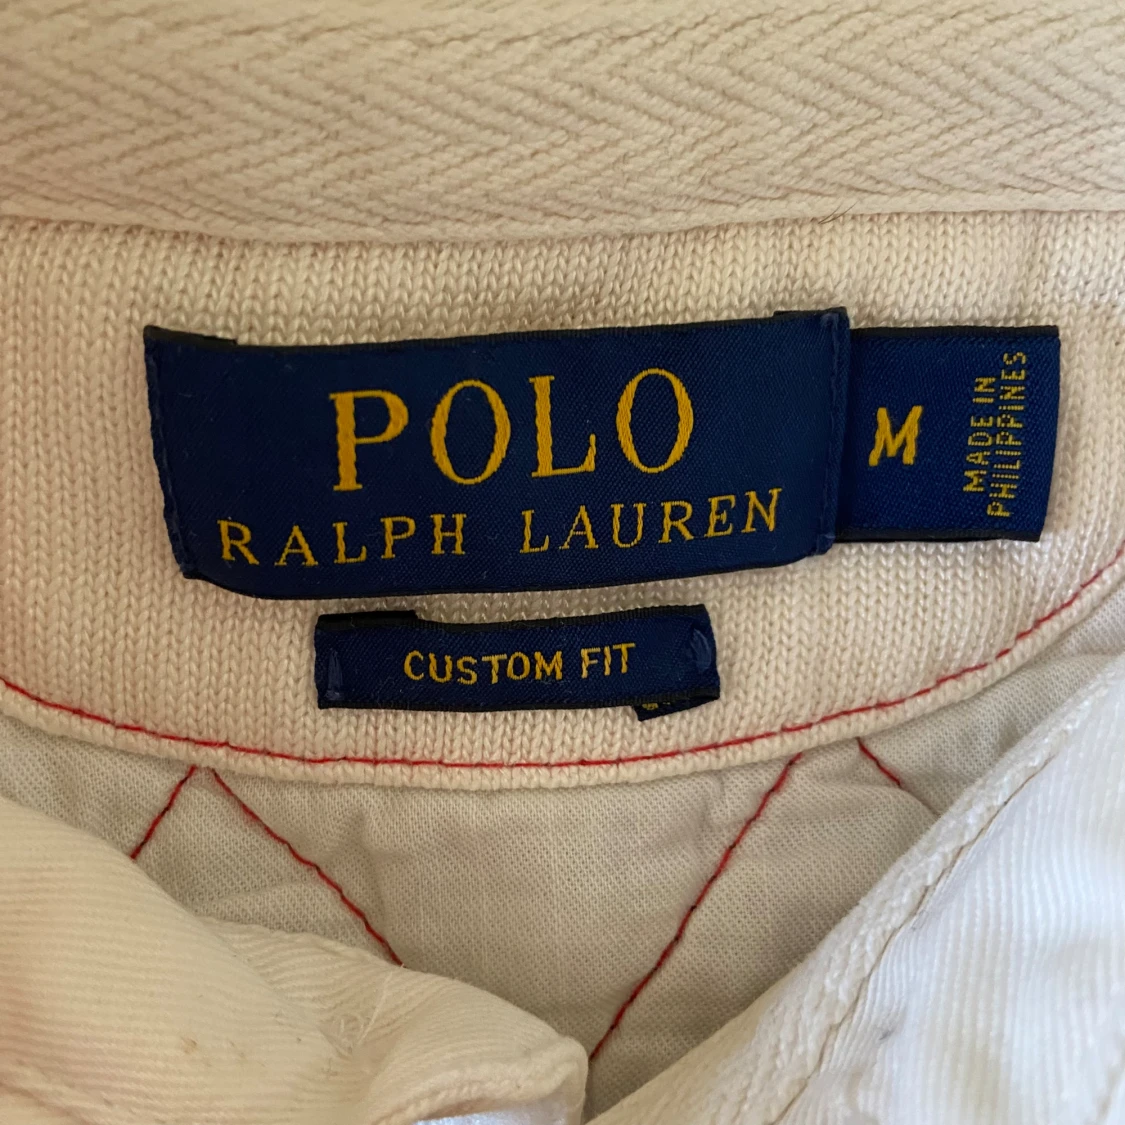 POLO
RALPH LAUREN
M
MADE IN
PHILIPPINES
CUSTOM FIT